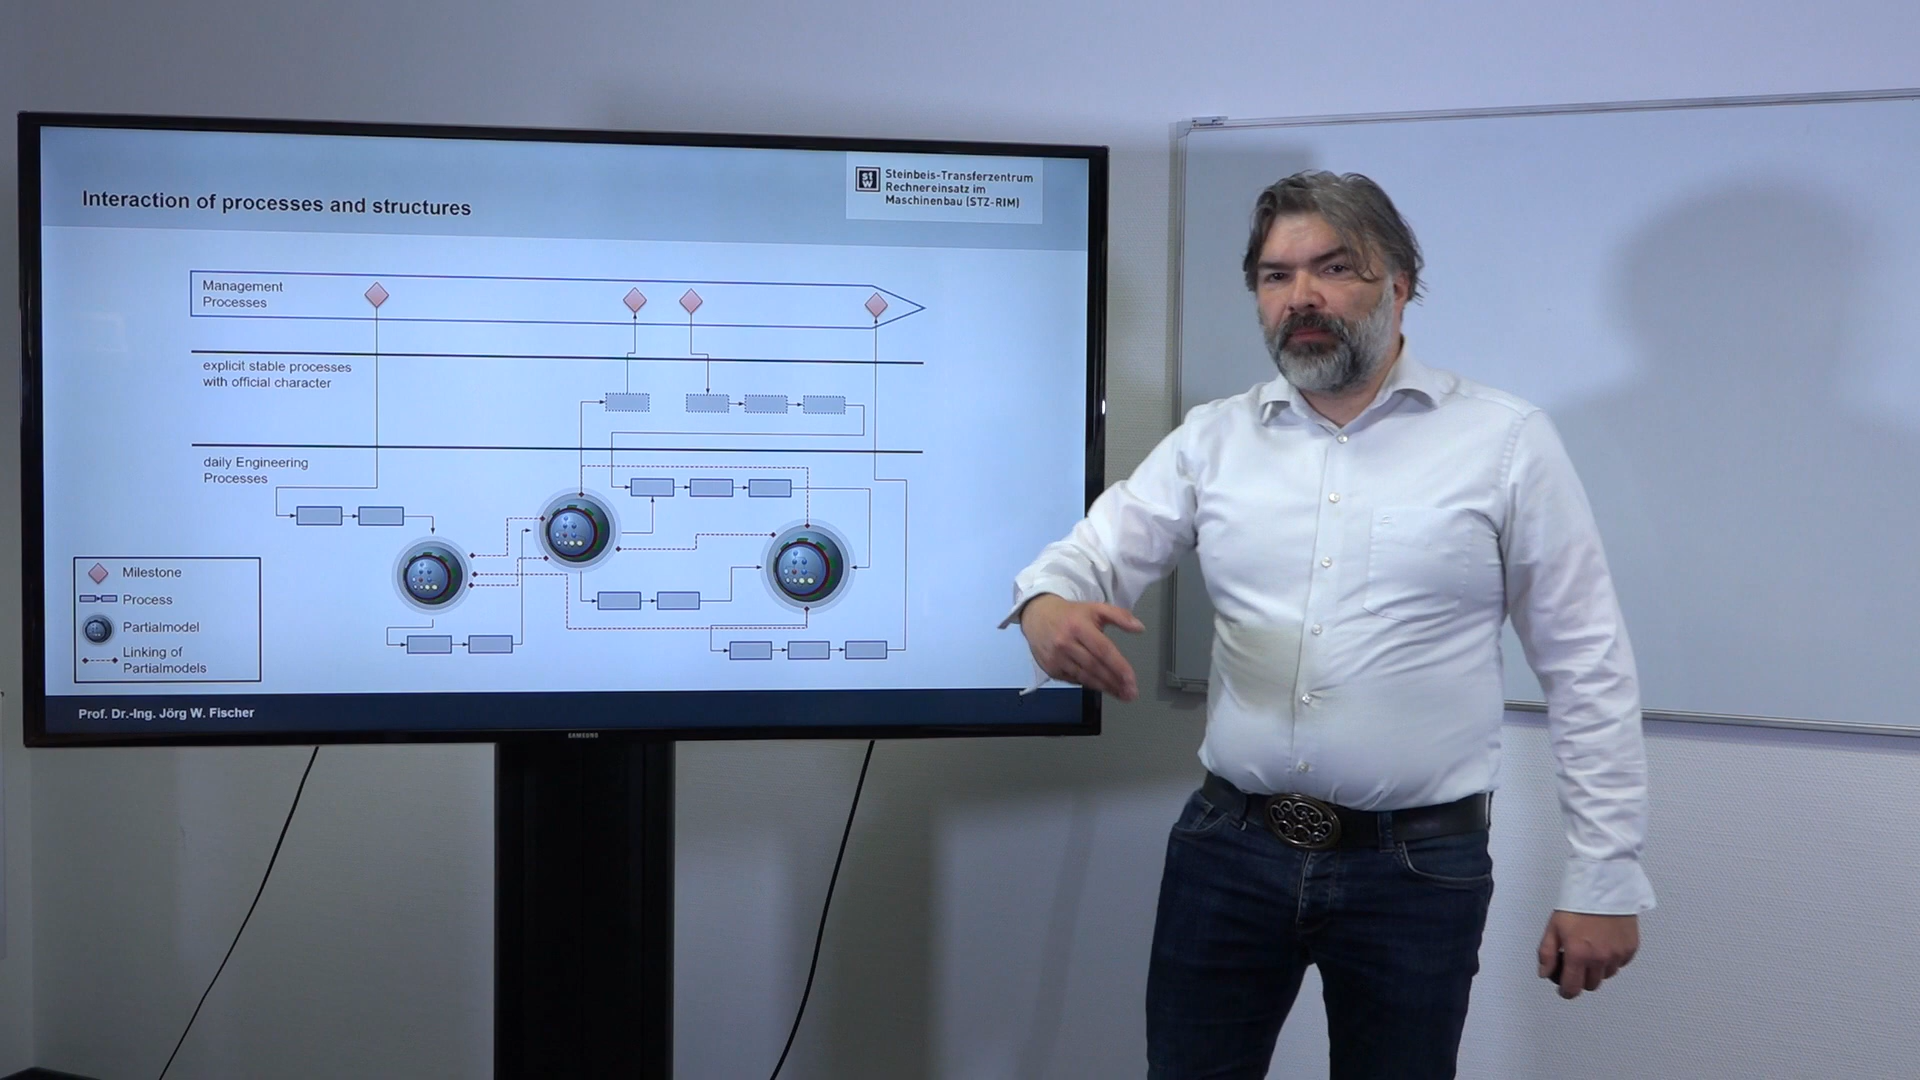 Interaction of processes and structures
STW
Steinbeis-Transferzentrum
Rechnereinsatz im
Maschinenbau (STZ-RIM)
Management
Processes
explicit stable processes
with official character
daily Engineering
Processes
Milestone
Process
Partialmodel
Linking of
Partialmodels
Prof. Dr.-Ing. Jörg W. Fischer
SAMSUNG